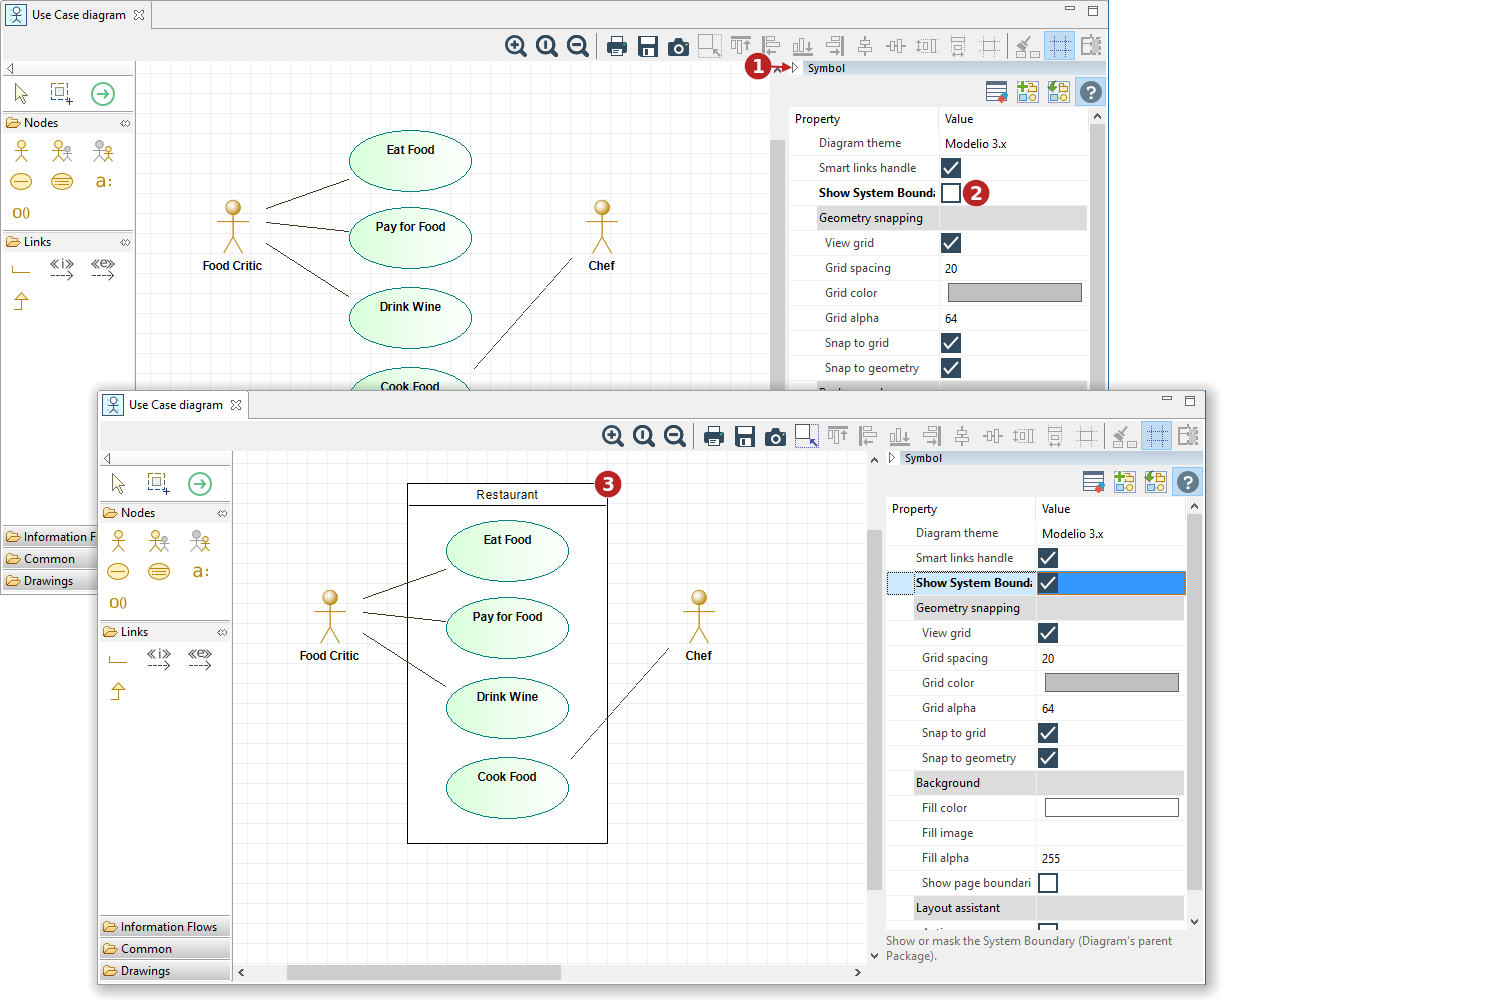 Use Case diagram
1
Symbol
Nodes
a:
o()
Links
«i»
«e»
Information F
Common
Drawings
Eat Food
Pay for Food
Drink Wine
Cook Food
Food Critic
Chef
Property Value
Diagram theme Modelio 3.x
Smart links handle
Show System Bounda
2
Geometry snapping
View grid
Grid spacing 20
Grid color
Grid alpha 64
Snap to grid
Snap to geometry
Use Case diagram
Symbol
Nodes
a:
o()
Links
«i»
«e»
Information Flows
Common
Drawings
3
Restaurant
Eat Food
Pay for Food
Drink Wine
Cook Food
Food Critic
Chef
Property Value
Diagram theme Modelio 3.x
Smart links handle
Show System Bounda
Geometry snapping
View grid
Grid spacing 20
Grid color
Grid alpha 64
Snap to grid
Snap to geometry
Background
Fill color
Fill image
Fill alpha 255
Show page boundari
Layout assistant
Show or mask the System Boundary (Diagram's parent
Package).